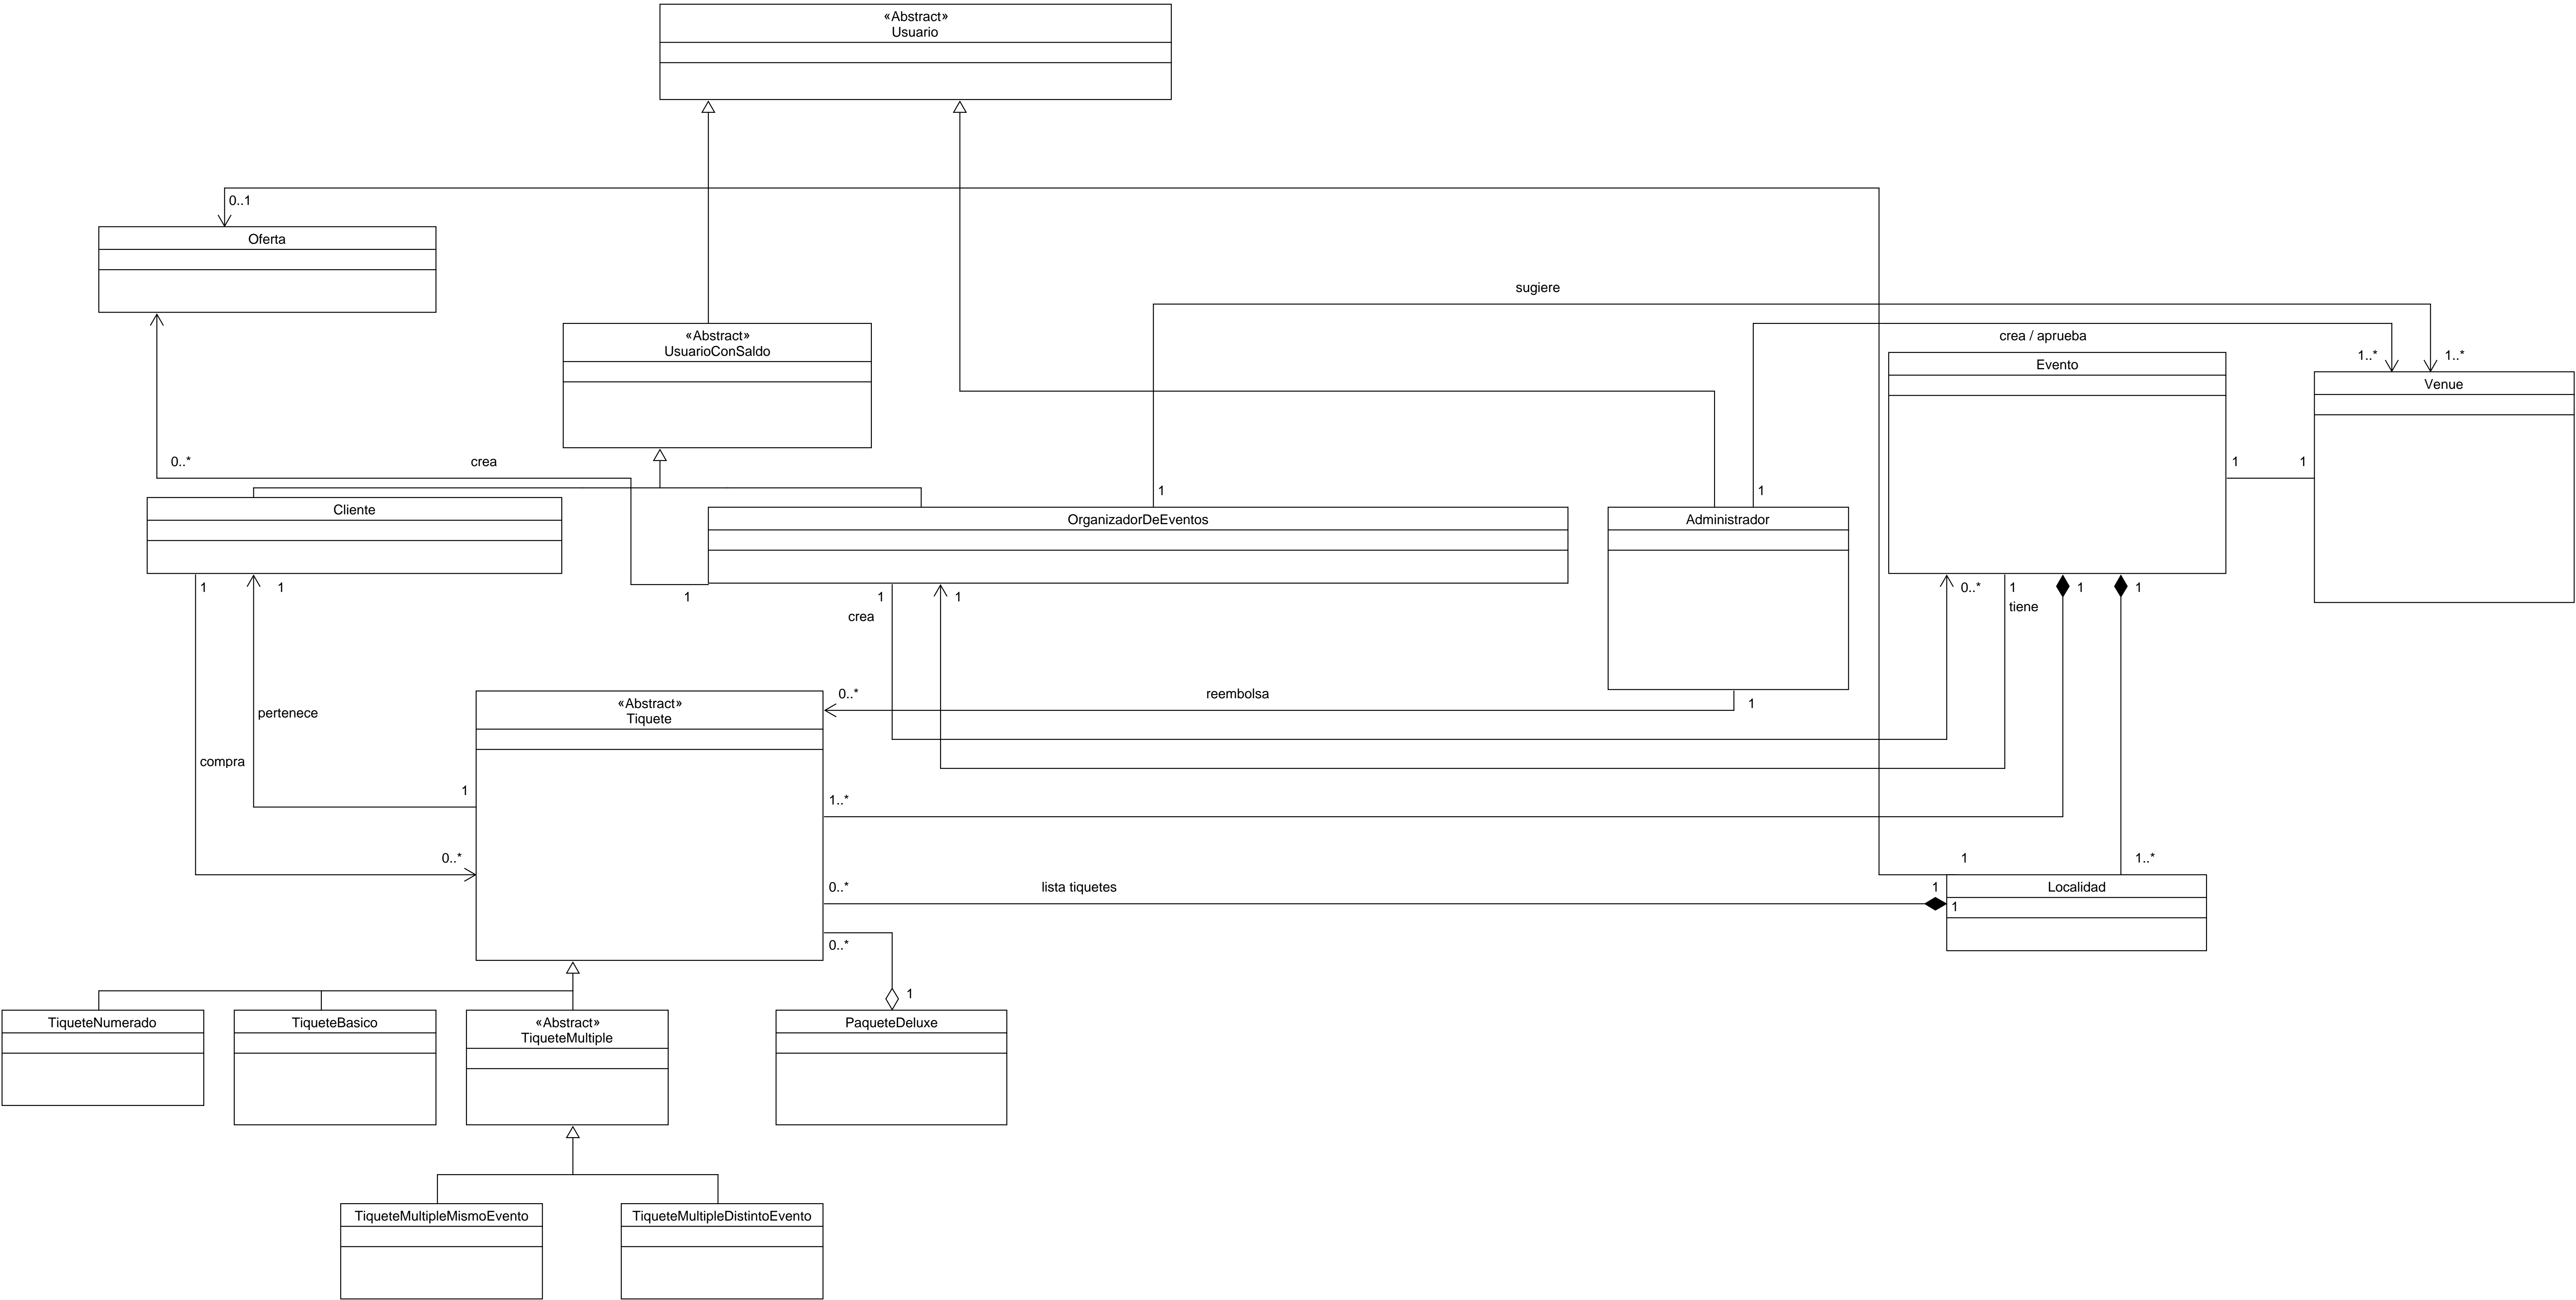 «Abstract»
Usuario
0..1
Oferta
sugiere
«Abstract»
UsuarioConSaldo
crea / aprueba
1..*
1..*
Evento
Venue
0..*
crea
1
1
1
1
Cliente
OrganizadorDeEventos
Administrador
1
1
1
1
1
crea
0..*
1
tiene
1
1
«Abstract»
Tiquete
0..*
reembolsa
1
pertenece
compra
1
1..*
0..*
1
1..*
0..*
lista tiquetes
1
1
Localidad
0..*
1
TiqueteNumerado
TiqueteBasico
«Abstract»
TiqueteMultiple
PaqueteDeluxe
TiqueteMultipleMismoEvento
TiqueteMultipleDistintoEvento